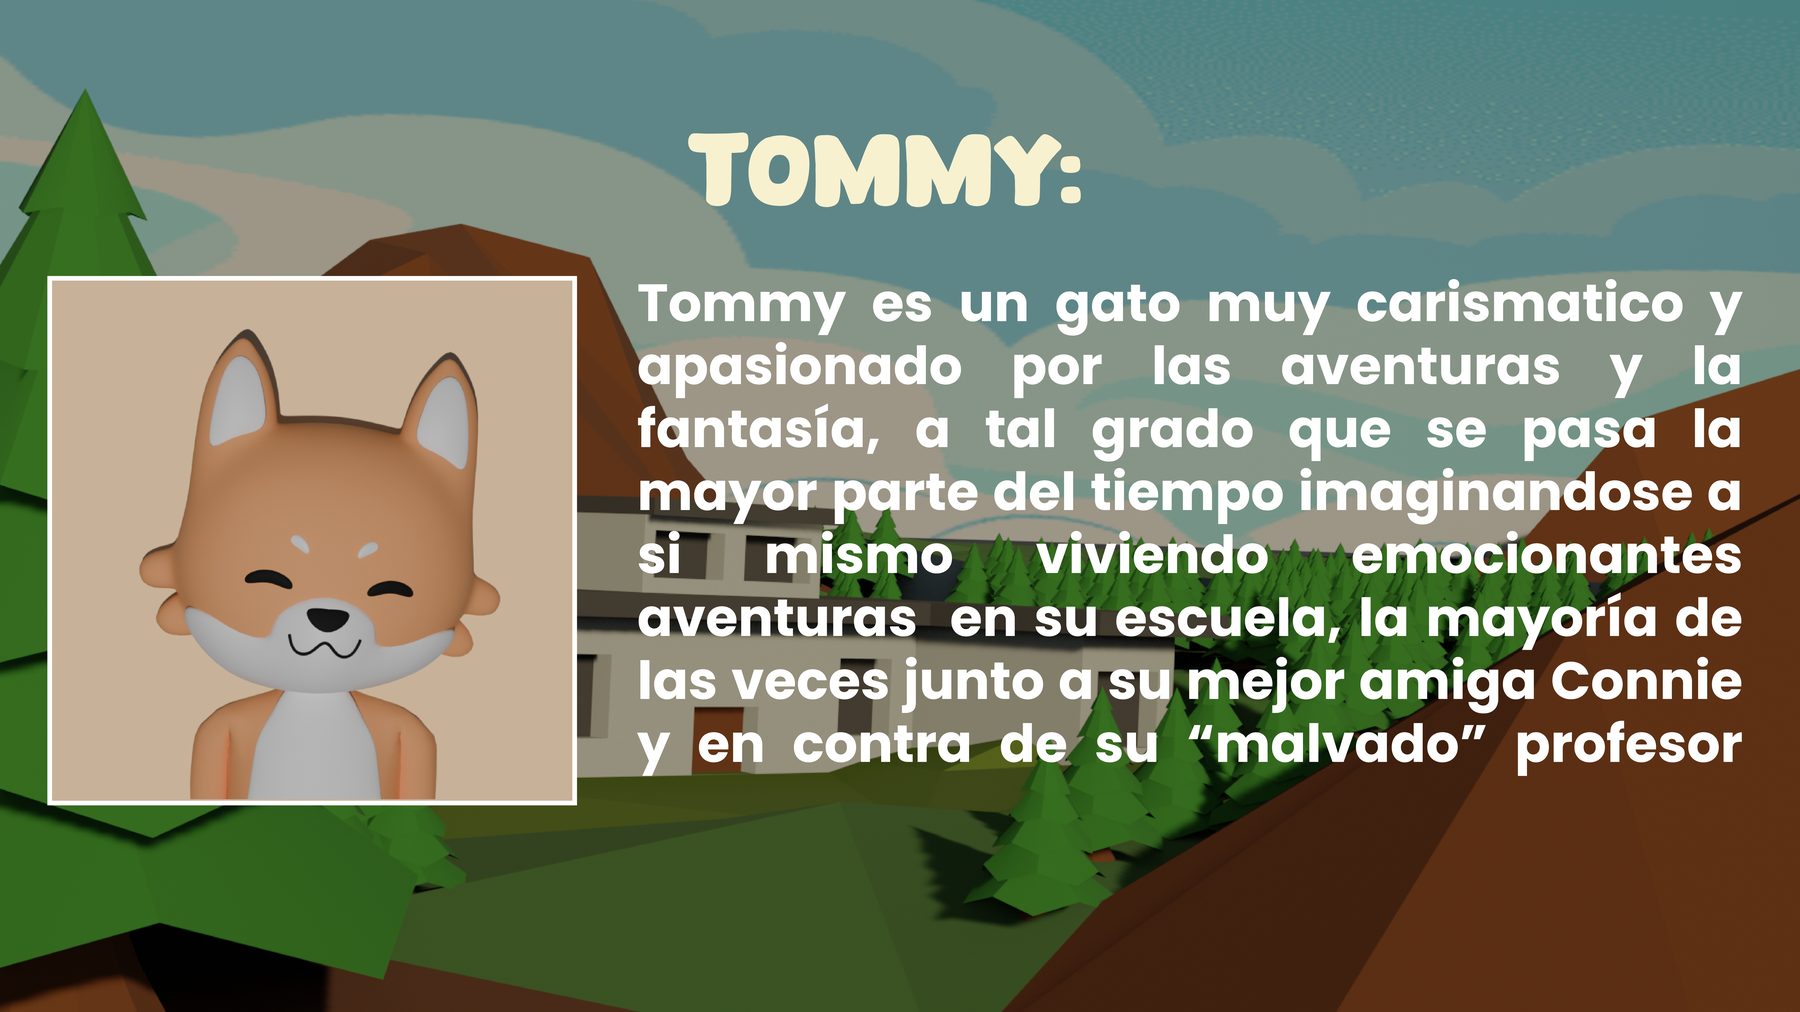 TOMMY:
Tommy es un gato muy carismatico y
apasionado por las aventuras y la
fantasía, a tal grado que se pasa la
mayor parte del tiempo imaginandose a
si mismo viviendo emocionantes
aventuras en su escuela, la mayoría de
las veces junto a su mejor amiga Connie
y en contra de su “malvado” profesor